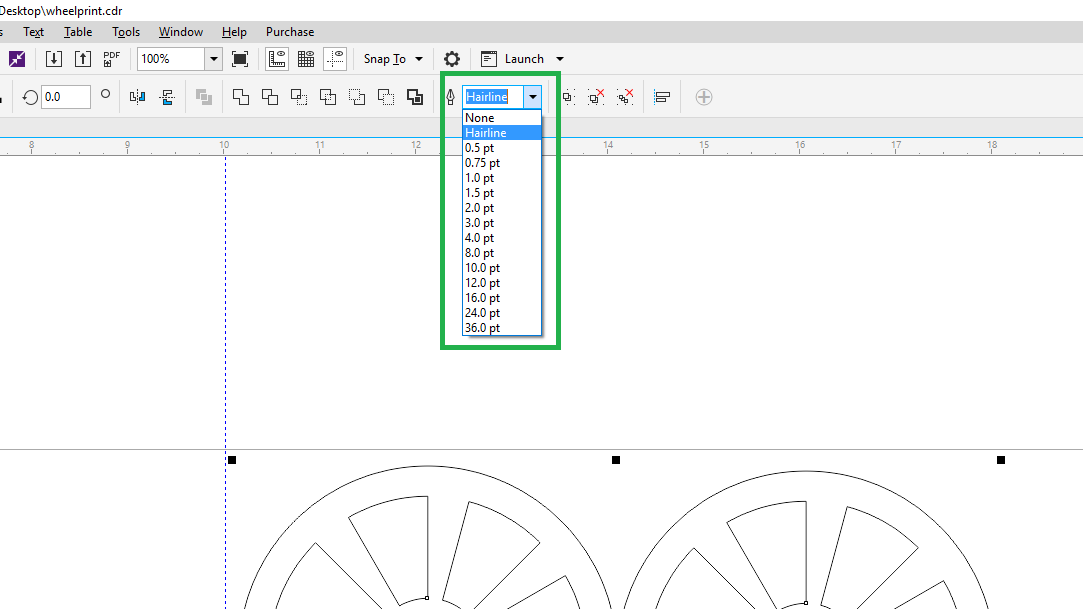 Desktop\wheelprint.cdr
s Text Table Tools Window Help Purchase
PDF 100% Snap To Launch
0.0 Hairline
None
Hairline
0.5 pt
0.75 pt
1.0 pt
1.5 pt
2.0 pt
3.0 pt
4.0 pt
8.0 pt
10.0 pt
12.0 pt
16.0 pt
24.0 pt
36.0 pt
8 9 10 11 12 14 15 16 17 18